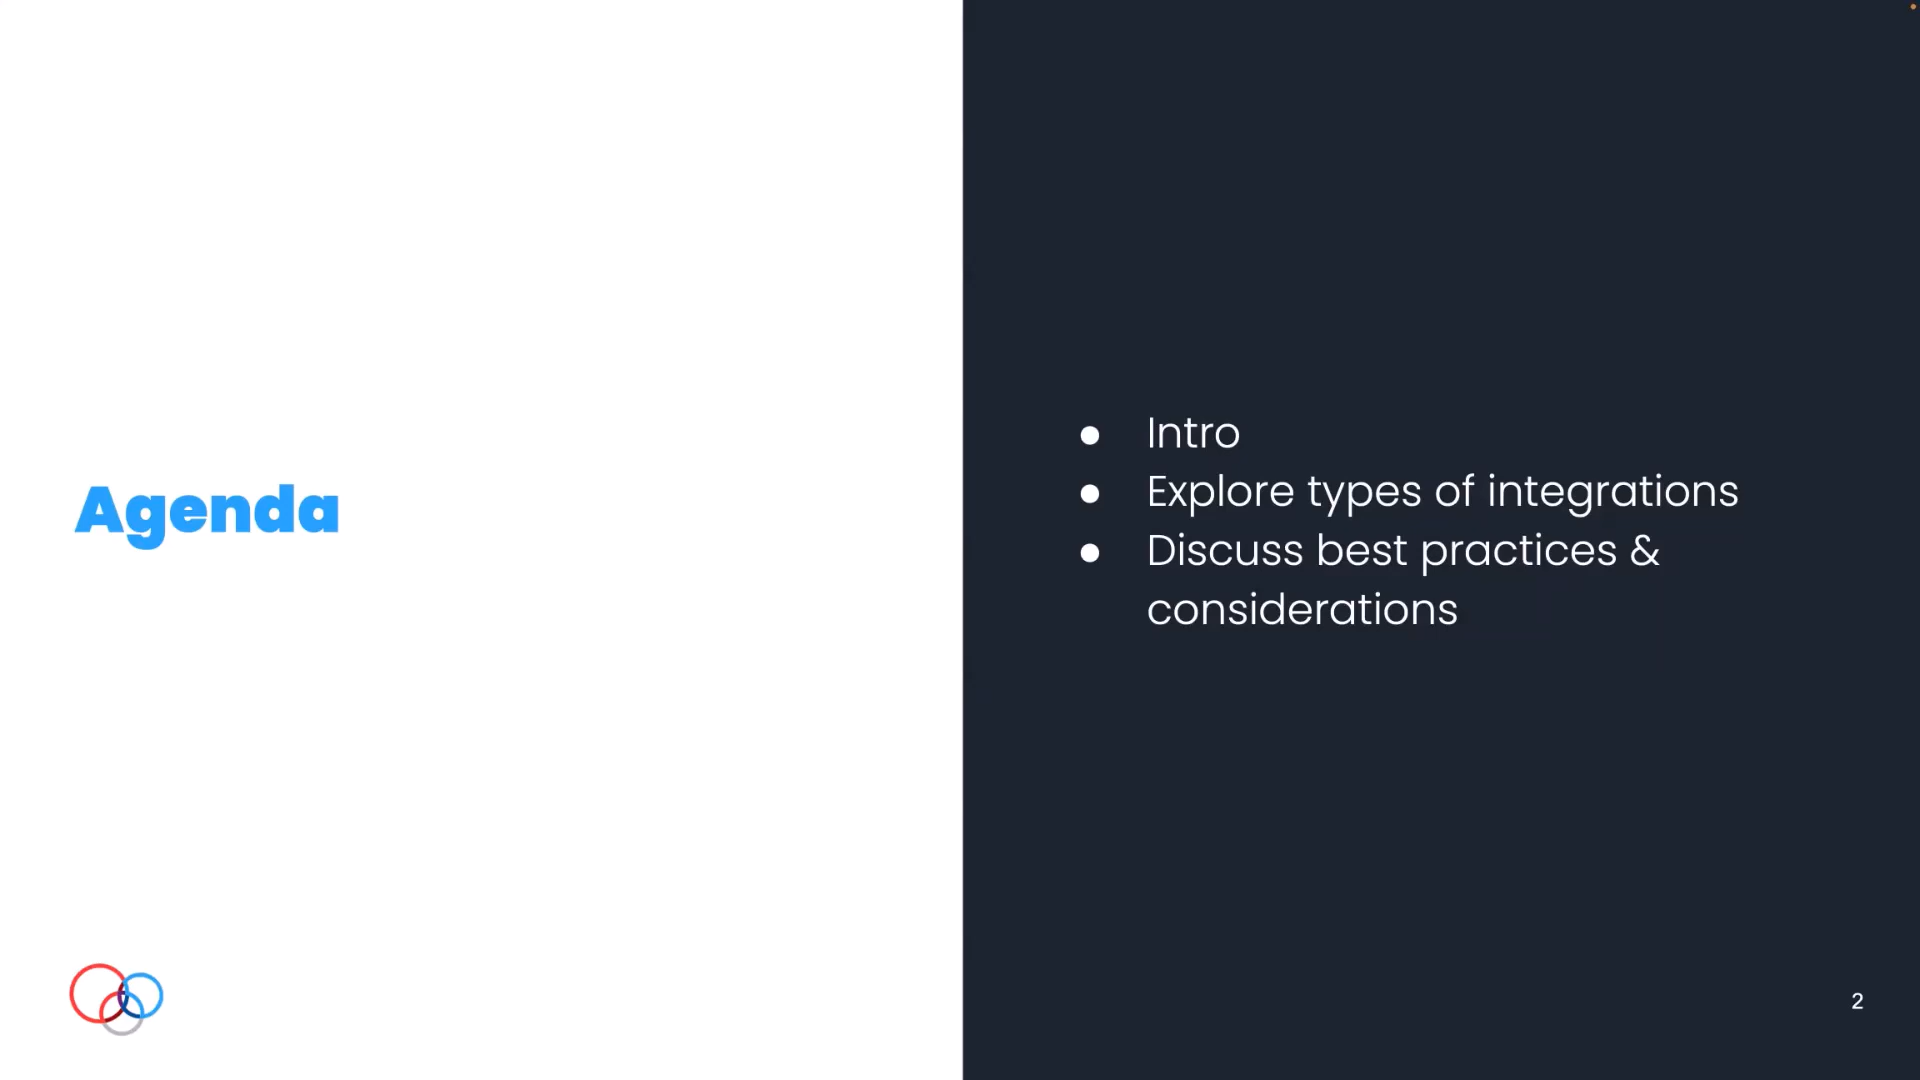 Agenda
● Intro
● Explore types of integrations
● Discuss best practices &
considerations
2